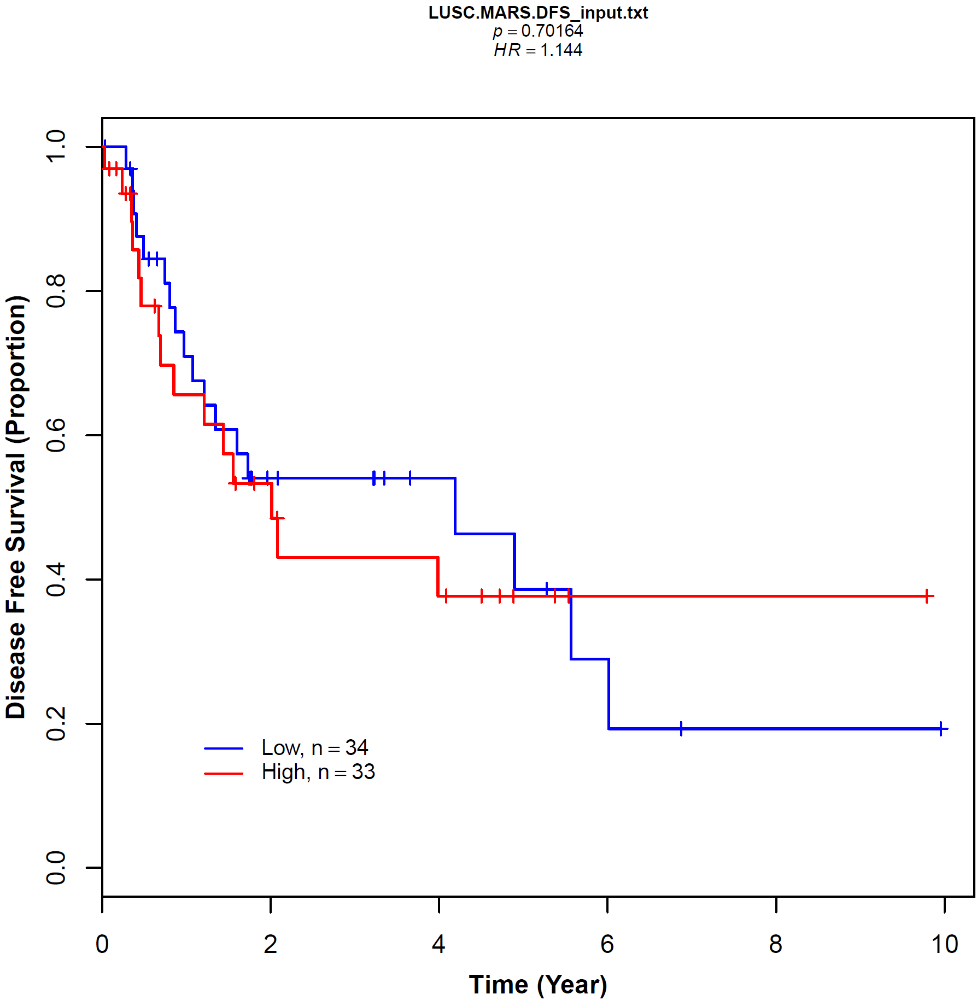 LUSC.MARS.DFS_input.txt
p = 0.70164
HR = 1.144
Disease Free Survival (Proportion)
1.0
0.8
0.6
0.4
0.2
0.0
Low, n = 34
High, n = 33
0 2 4 6 8 10
Time (Year)